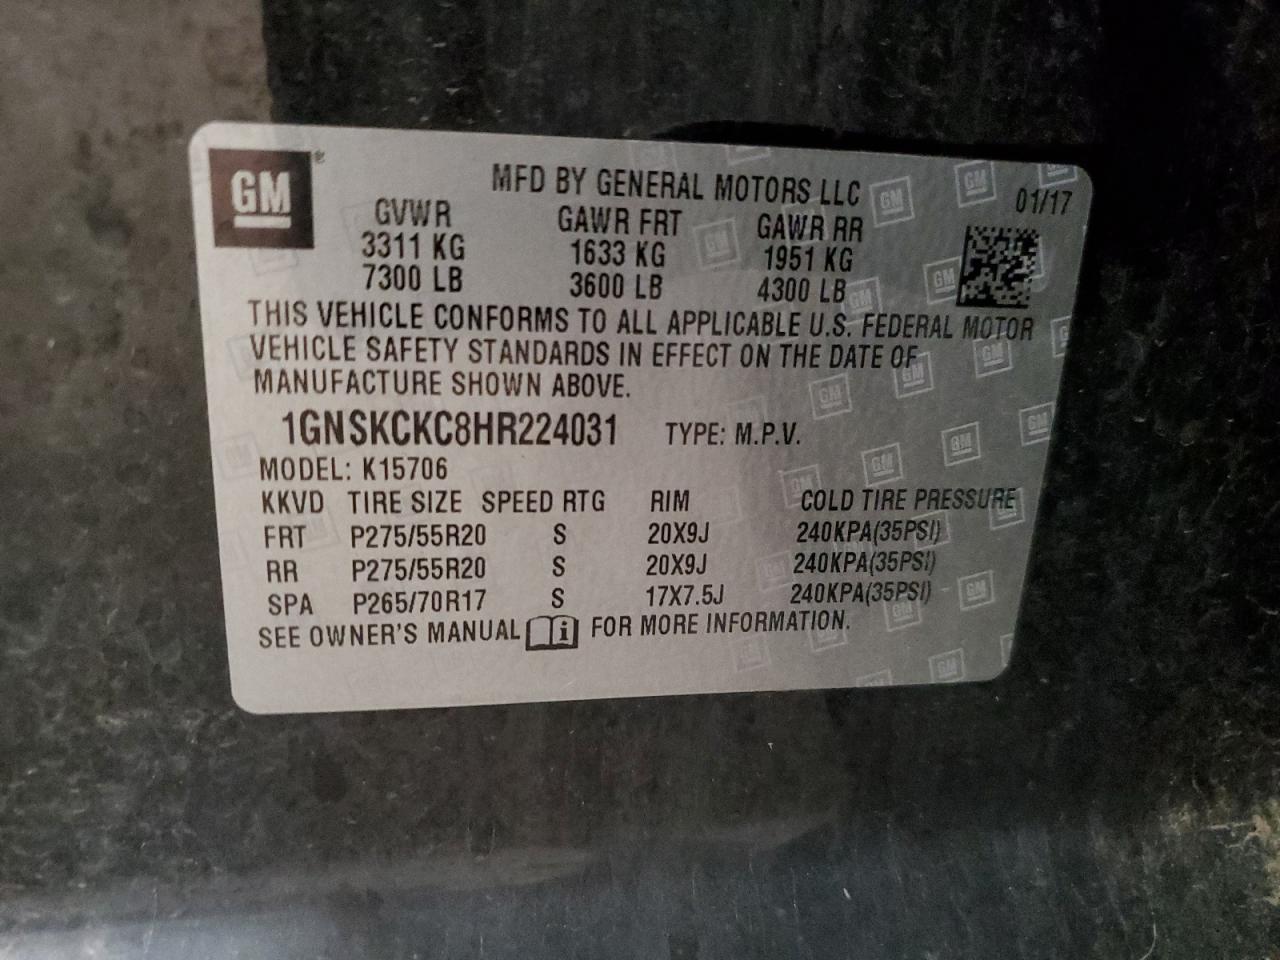 GM ®
MFD BY GENERAL MOTORS LLC
01/17
GVWR GAWR FRT GAWR RR
3311 KG 1633 KG 1951 KG
7300 LB 3600 LB 4300 LB
THIS VEHICLE CONFORMS TO ALL APPLICABLE U.S. FEDERAL MOTOR
VEHICLE SAFETY STANDARDS IN EFFECT ON THE DATE OF
MANUFACTURE SHOWN ABOVE.
1GNSKCKC8HR224031 TYPE: M.P.V.
MODEL: K15706
KKVD TIRE SIZE SPEED RTG RIM COLD TIRE PRESSURE
FRT P275/55R20 S 20X9J 240KPA(35PSI)
RR P275/55R20 S 20X9J 240KPA(35PSI)
SPA P265/70R17 S 17X7.5J 240KPA(35PSI)
SEE OWNER'S MANUAL i FOR MORE INFORMATION.